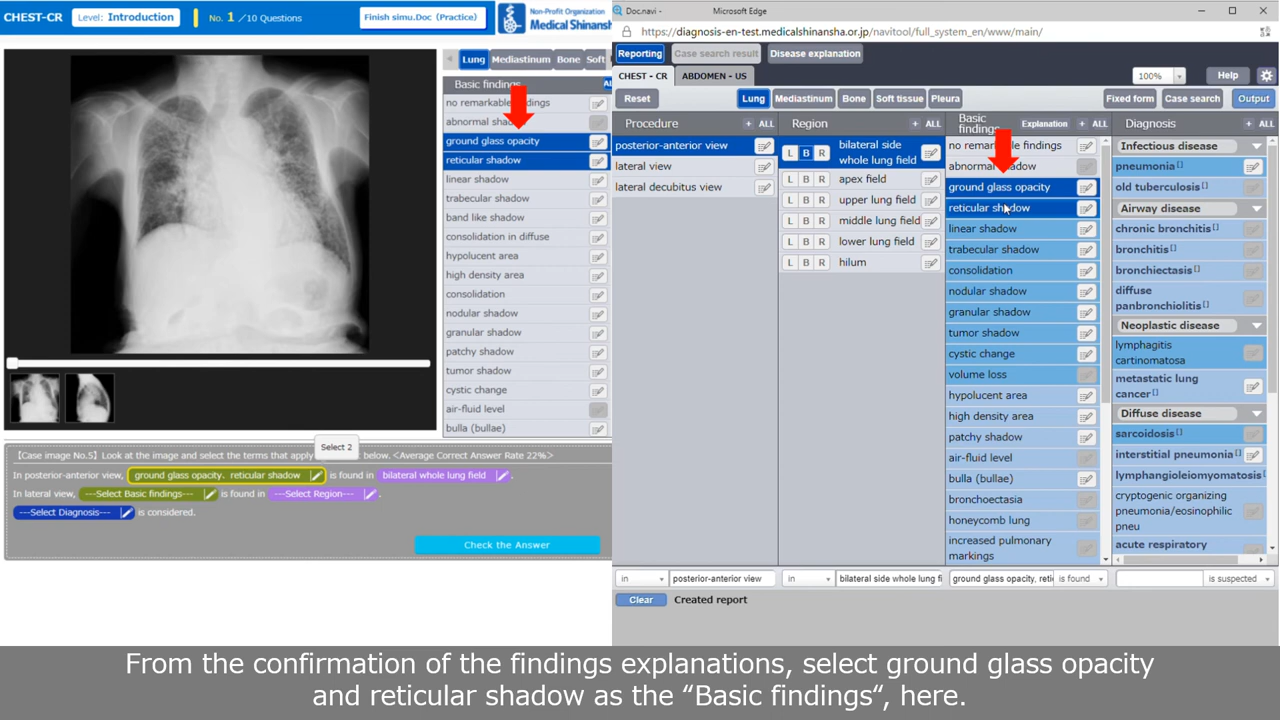 CHEST-CR
Level: Introduction
No. 1 /10 Questions
Finish simu.Doc (Practice)
Non-Profit Organization
Medical Shinansh
Lung
Mediastinum
Bone
Soft
Basic findings
no remarkable findings
abnormal shadow
ground glass opacity
reticular shadow
linear shadow
trabecular shadow
band like shadow
consolidation in diffuse
hypolucent area
high density area
consolidation
nodular shadow
granular shadow
patchy shadow
tumor shadow
cystic change
air-fluid level
bulla (bullae)
Select 2
【Case image No.5】Look at the image and select the terms that apply below. <Average Correct Answer Rate 22%>
In posterior-anterior view, ground glass opacity, reticular shadow is found in bilateral whole lung field.
In lateral view, ---Select Basic findings--- is found in ---Select Region---.
---Select Diagnosis--- is considered.
Check the Answer
Doc.navi - Microsoft Edge
https://diagnosis-en-test.medicalshinansha.or.jp/navitool/full_system_en/www/main/
Reporting
Case search result
Disease explanation
CHEST - CR
ABDOMEN - US
100%
Help
Reset
Lung
Mediastinum
Bone
Soft tissue
Pleura
Fixed form
Case search
Output
Procedure + ALL
posterior-anterior view
lateral view
lateral decubitus view
Region + ALL
L B R bilateral side
whole lung field
L B R apex field
L B R upper lung field
L B R middle lung field
L B R lower lung field
L B R hilum
Basic
findings Explanation + ALL
no remarkable findings
abnormal shadow
ground glass opacity
reticular shadow
linear shadow
trabecular shadow
consolidation
nodular shadow
granular shadow
tumor shadow
cystic change
volume loss
hypolucent area
high density area
patchy shadow
air-fluid level
bulla (bullae)
bronchoectasia
honeycomb lung
increased pulmonary
markings
Diagnosis + ALL
Infectious disease
pneumonia[]
old tuberculosis[]
Airway disease
chronic bronchitis[]
bronchitis[]
bronchiectasis[]
diffuse
panbronchiolitis[]
Neoplastic disease
lymphagitis
cartinomatosa
metastatic lung
cancer[]
Diffuse disease
sarcoidosis[]
interstitial pneumonia[]
lymphangioleiomyomatosis[]
cryptogenic organizing
pneumonia/eosinophilic
pneu
acute respiratory
in posterior-anterior view in bilateral side whole lung fi ground glass opacity, reti is found is suspected
Clear
Created report
From the confirmation of the findings explanations, select ground glass opacity
and reticular shadow as the “Basic findings“, here.